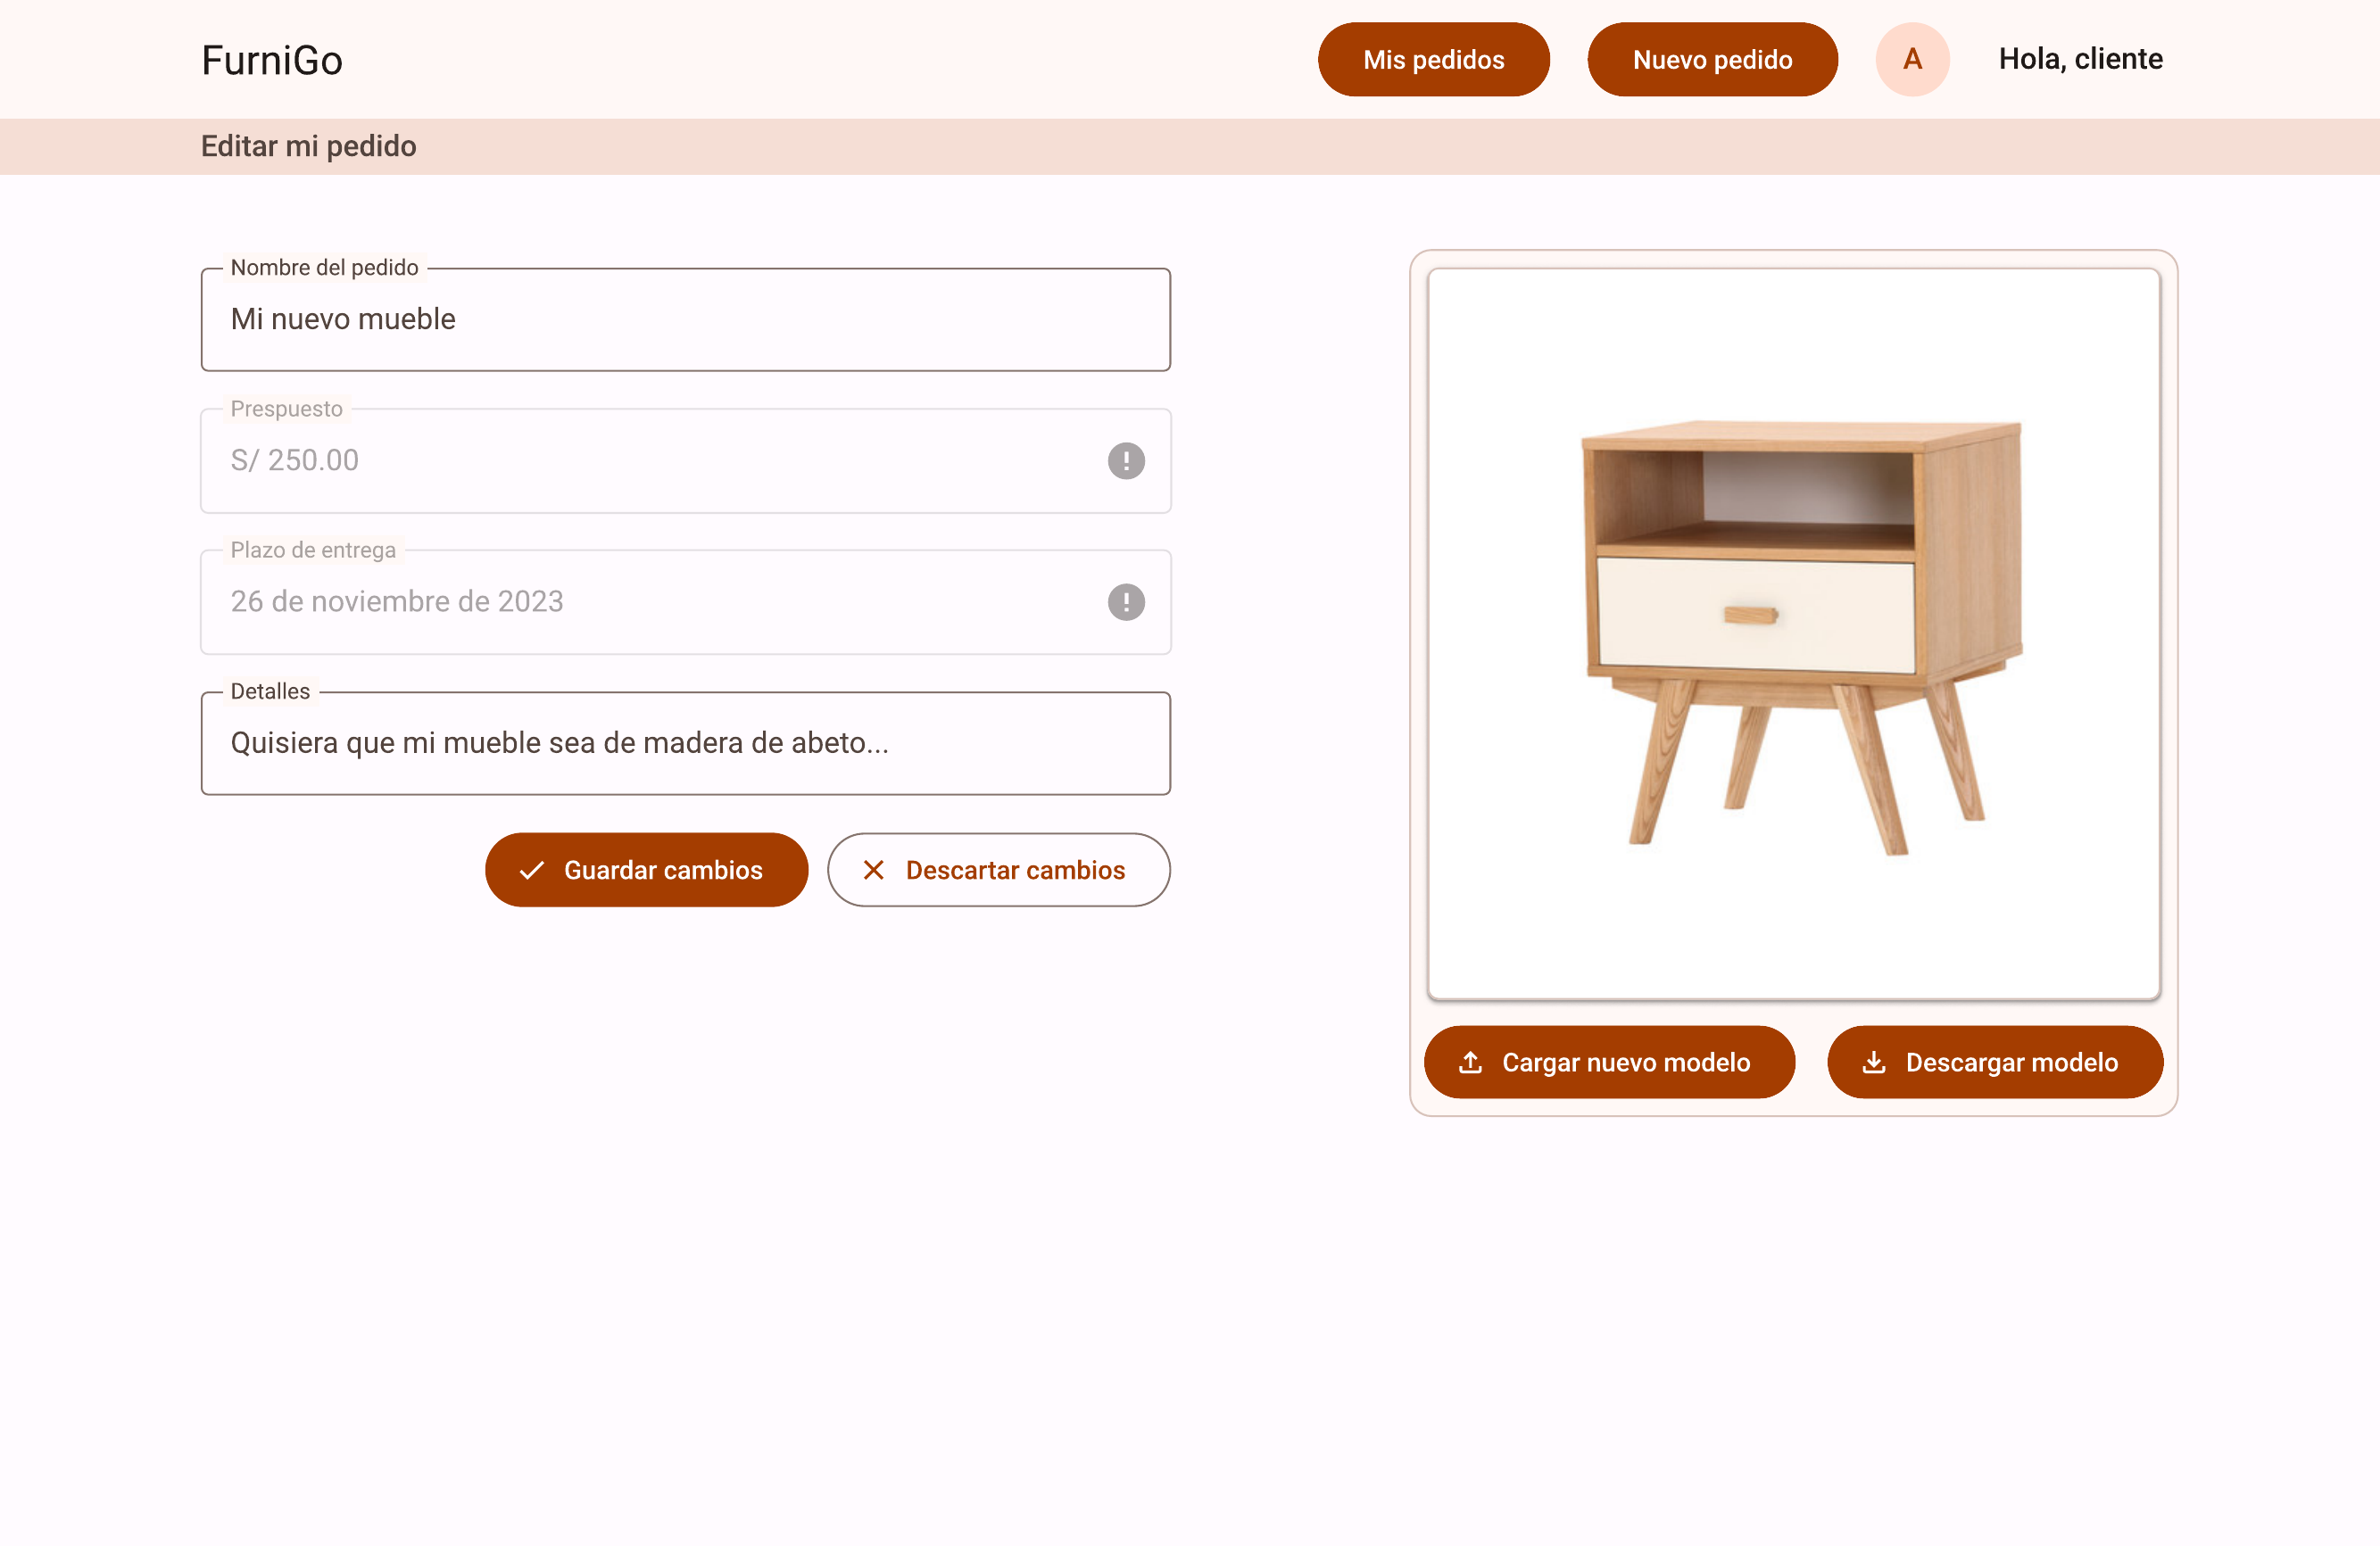 FurniGo
Mis pedidos
Nuevo pedido
A
Hola, cliente
Editar mi pedido
Nombre del pedido
Mi nuevo mueble
Prespuesto
S/ 250.00
Plazo de entrega
26 de noviembre de 2023
Detalles
Quisiera que mi mueble sea de madera de abeto...
Guardar cambios
Descartar cambios
Cargar nuevo modelo
Descargar modelo